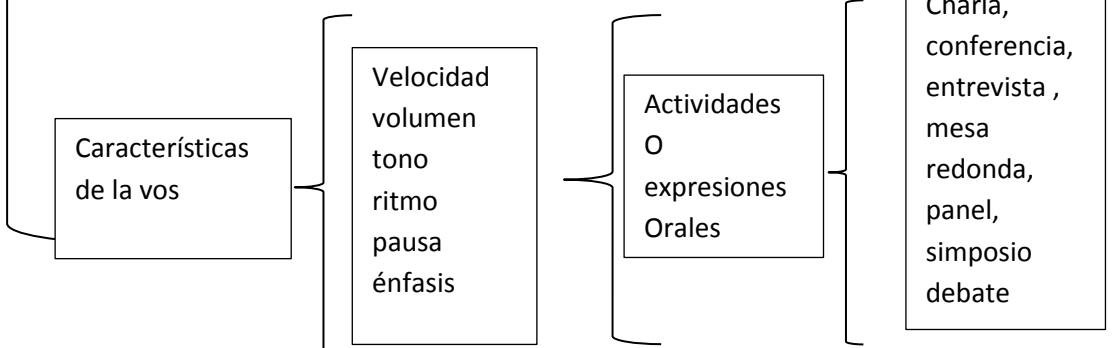 Características
de la vos
Velocidad
volumen
tono
ritmo
pausa
énfasis
Actividades
O
expresiones
Orales
Charla,
conferencia,
entrevista ,
mesa
redonda,
panel,
simposio
debate